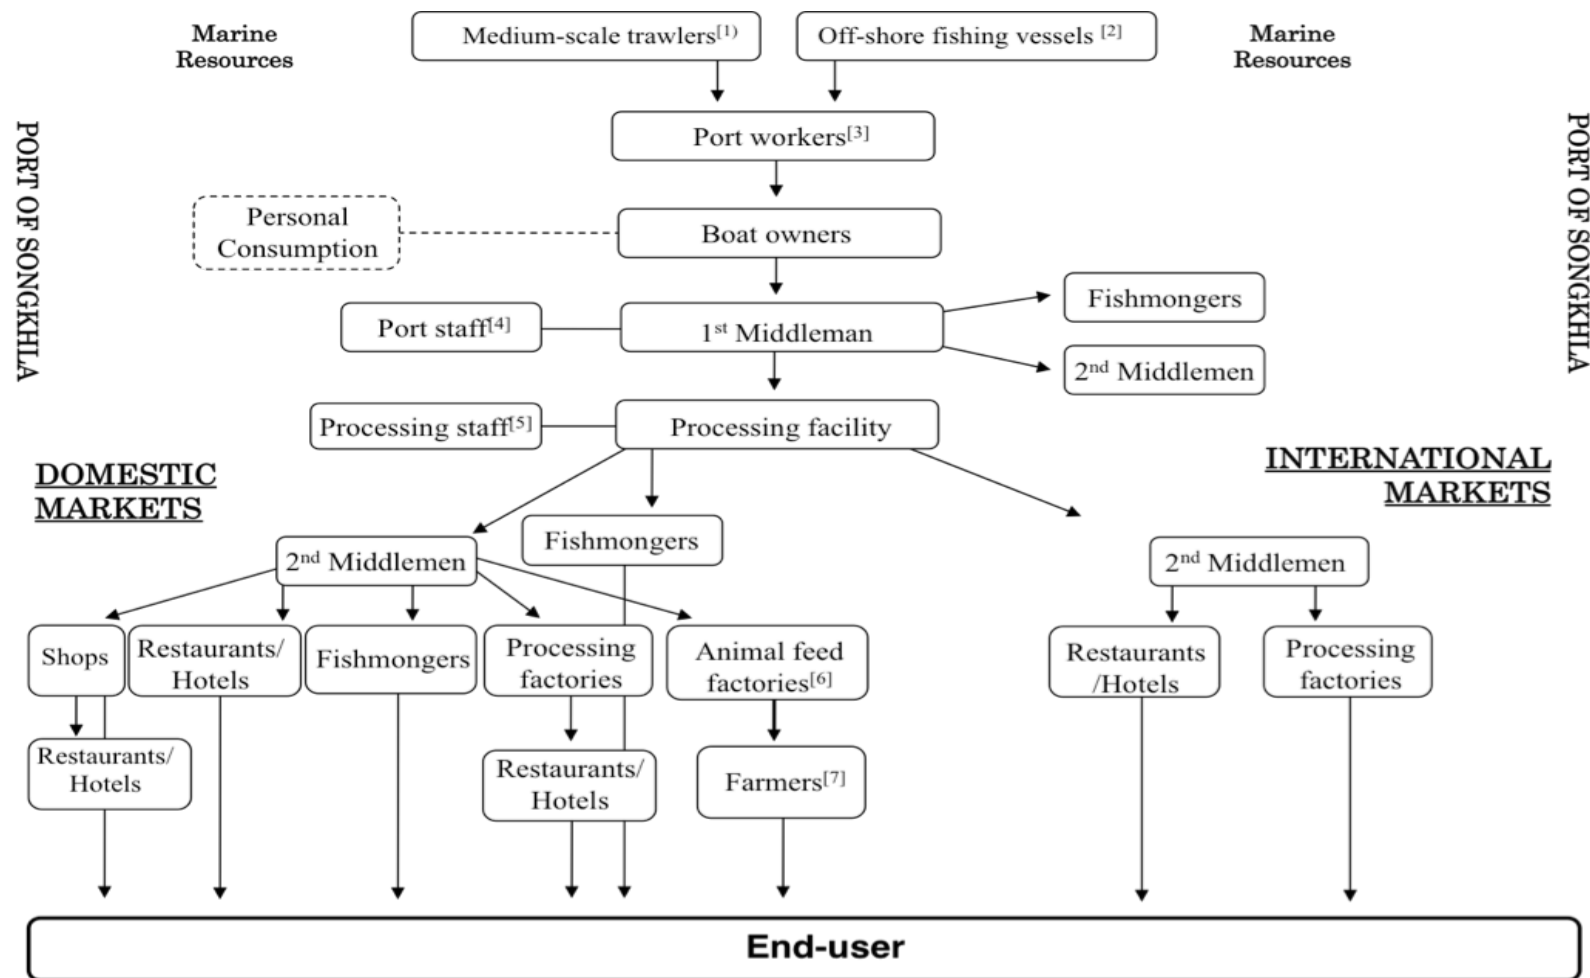 Marine
Resources
Medium-scale trawlers[1)
Off-shore fishing vessels [2]
Marine
Resources
PORT OF SONGKHLA
PORT OF SONGKHLA
Port workers[3]
Personal
Consumption
Boat owners
Fishmongers
Port staff[4]
1st Middleman
2nd Middlemen
Processing staff[5]
Processing facility
DOMESTIC
MARKETS
INTERNATIONAL
MARKETS
Fishmongers
2nd Middlemen
2nd Middlemen
Shops
Restaurants/
Hotels
Fishmongers
Processing
factories
Animal feed
factories[6]
Restaurants
/Hotels
Processing
factories
Restaurants/
Hotels
Restaurants/
Hotels
Farmers[7]
End-user